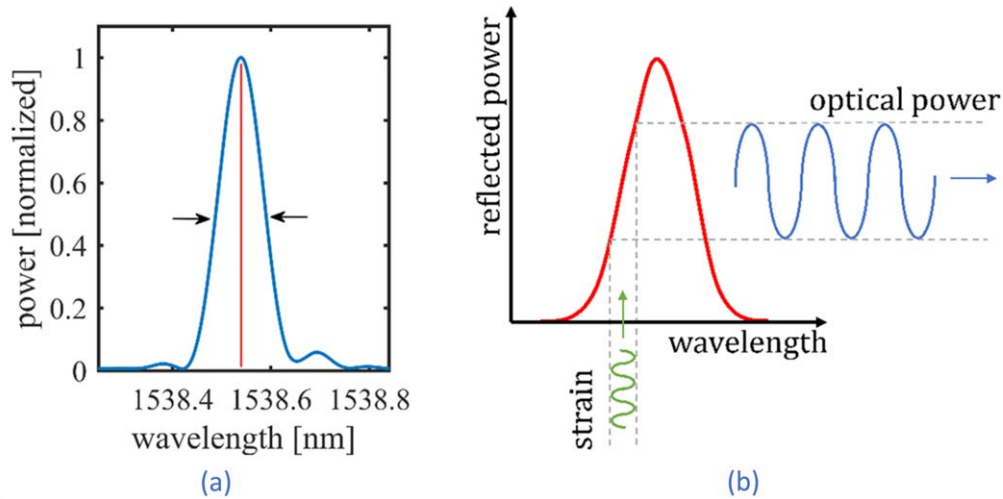 power [normalized]
1
0.8
0.6
0.4
0.2
0
1538.4 1538.6 1538.8
wavelength [nm]
(a)
reflected power
optical power
wavelength
strain
(b)